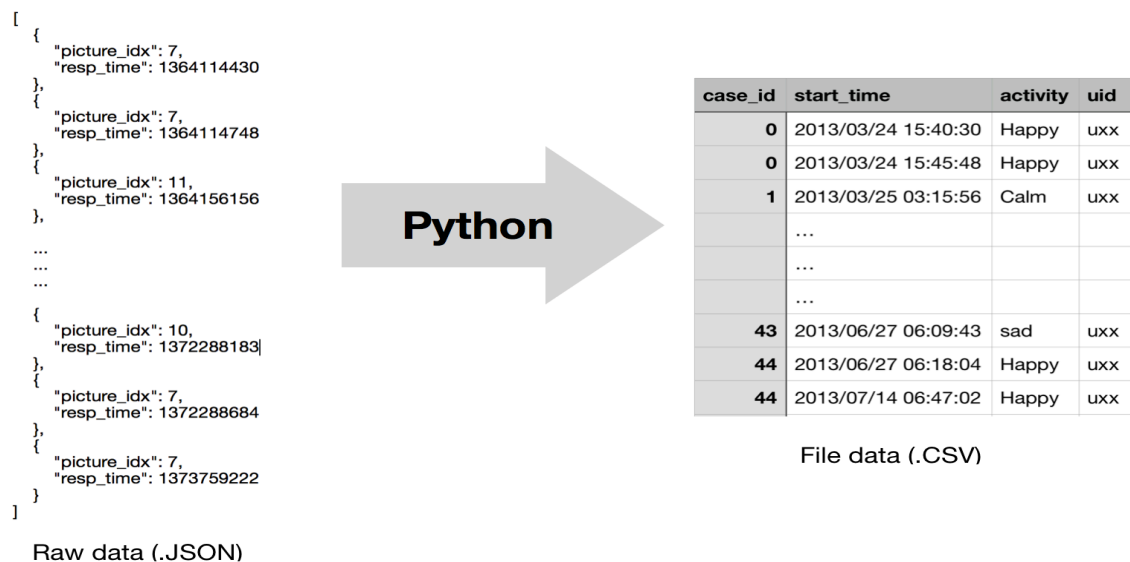 [
{
"picture_idx": 7,
"resp_time": 1364114430
},
{
"picture_idx": 7,
"resp_time": 1364114748
},
{
"picture_idx": 11,
"resp_time": 1364156156
},
...
...
...
{
"picture_idx": 10,
"resp_time": 1372288183
},
{
"picture_idx": 7,
"resp_time": 1372288684
},
{
"picture_idx": 7,
"resp_time": 1373759222
}
]
Raw data (.JSON)
Python
case_id start_time activity uid
0 2013/03/24 15:40:30 Happy uxx
0 2013/03/24 15:45:48 Happy uxx
1 2013/03/25 03:15:56 Calm uxx
...
...
...
43 2013/06/27 06:09:43 sad uxx
44 2013/06/27 06:18:04 Happy uxx
44 2013/07/14 06:47:02 Happy uxx
File data (.CSV)